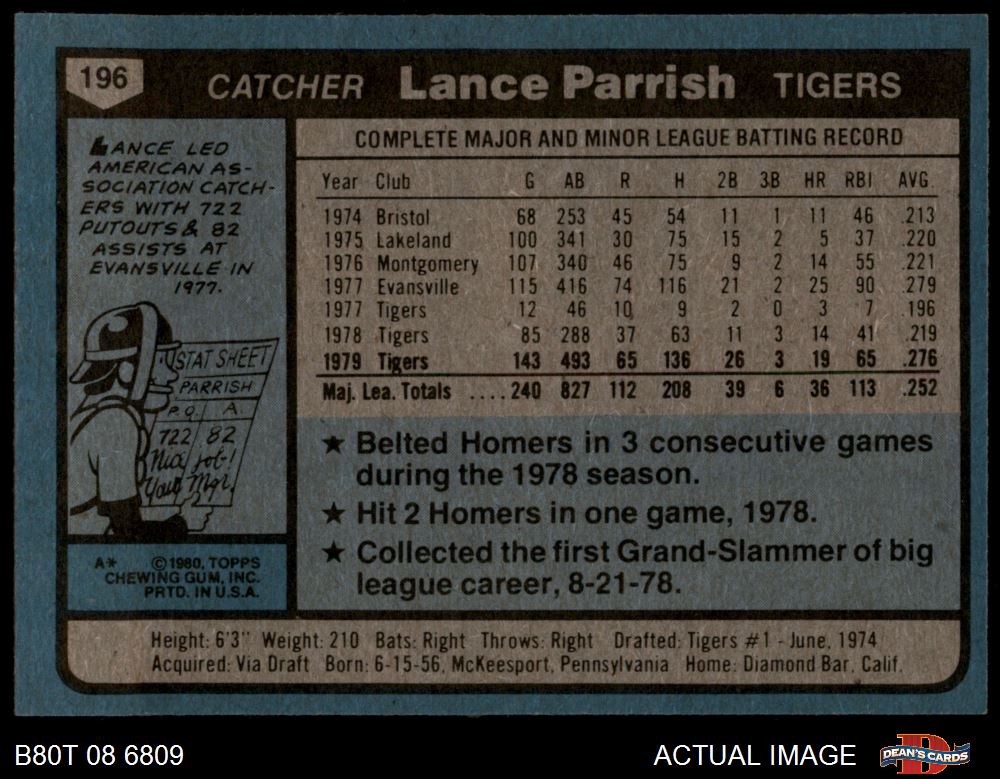 196 CATCHER Lance Parrish TIGERS
LANCE LED
AMERICAN AS-
SOCIATION CATCH-
ERS WITH 722
PUTOUTS & 82
ASSISTS AT
EVANSVILLE IN
1977.
STAT SHEET
PARRISH
P.O. A.
722 82
Nice job!
Your Mgr.
A* ©1980, TOPPS
CHEWING GUM, INC.
PRTD. IN U.S.A.
COMPLETE MAJOR AND MINOR LEAGUE BATTING RECORD
Year Club G AB R H 2B 3B HR RBI AVG.
1974 Bristol 68 253 45 54 11 1 11 46 .213
1975 Lakeland 100 341 30 75 15 2 5 37 .220
1976 Montgomery 107 340 46 75 9 2 14 55 .221
1977 Evansville 115 416 74 116 21 2 25 90 .279
1977 Tigers 12 46 10 9 2 0 3 7 .196
1978 Tigers 85 288 37 63 11 3 14 41 .219
1979 Tigers 143 493 65 136 26 3 19 65 .276
Maj. Lea. Totals ....240 827 112 208 39 6 36 113 .252
★ Belted Homers in 3 consecutive games
during the 1978 season.
★ Hit 2 Homers in one game, 1978.
★ Collected the first Grand-Slammer of big
league career, 8-21-78.
Height: 6'3" Weight: 210 Bats: Right Throws: Right Drafted: Tigers #1 - June, 1974
Acquired: Via Draft Born: 6-15-56, McKeesport, Pennsylvania Home: Diamond Bar, Calif.
B80T 08 6809 ACTUAL IMAGE DEAN'S CARDS